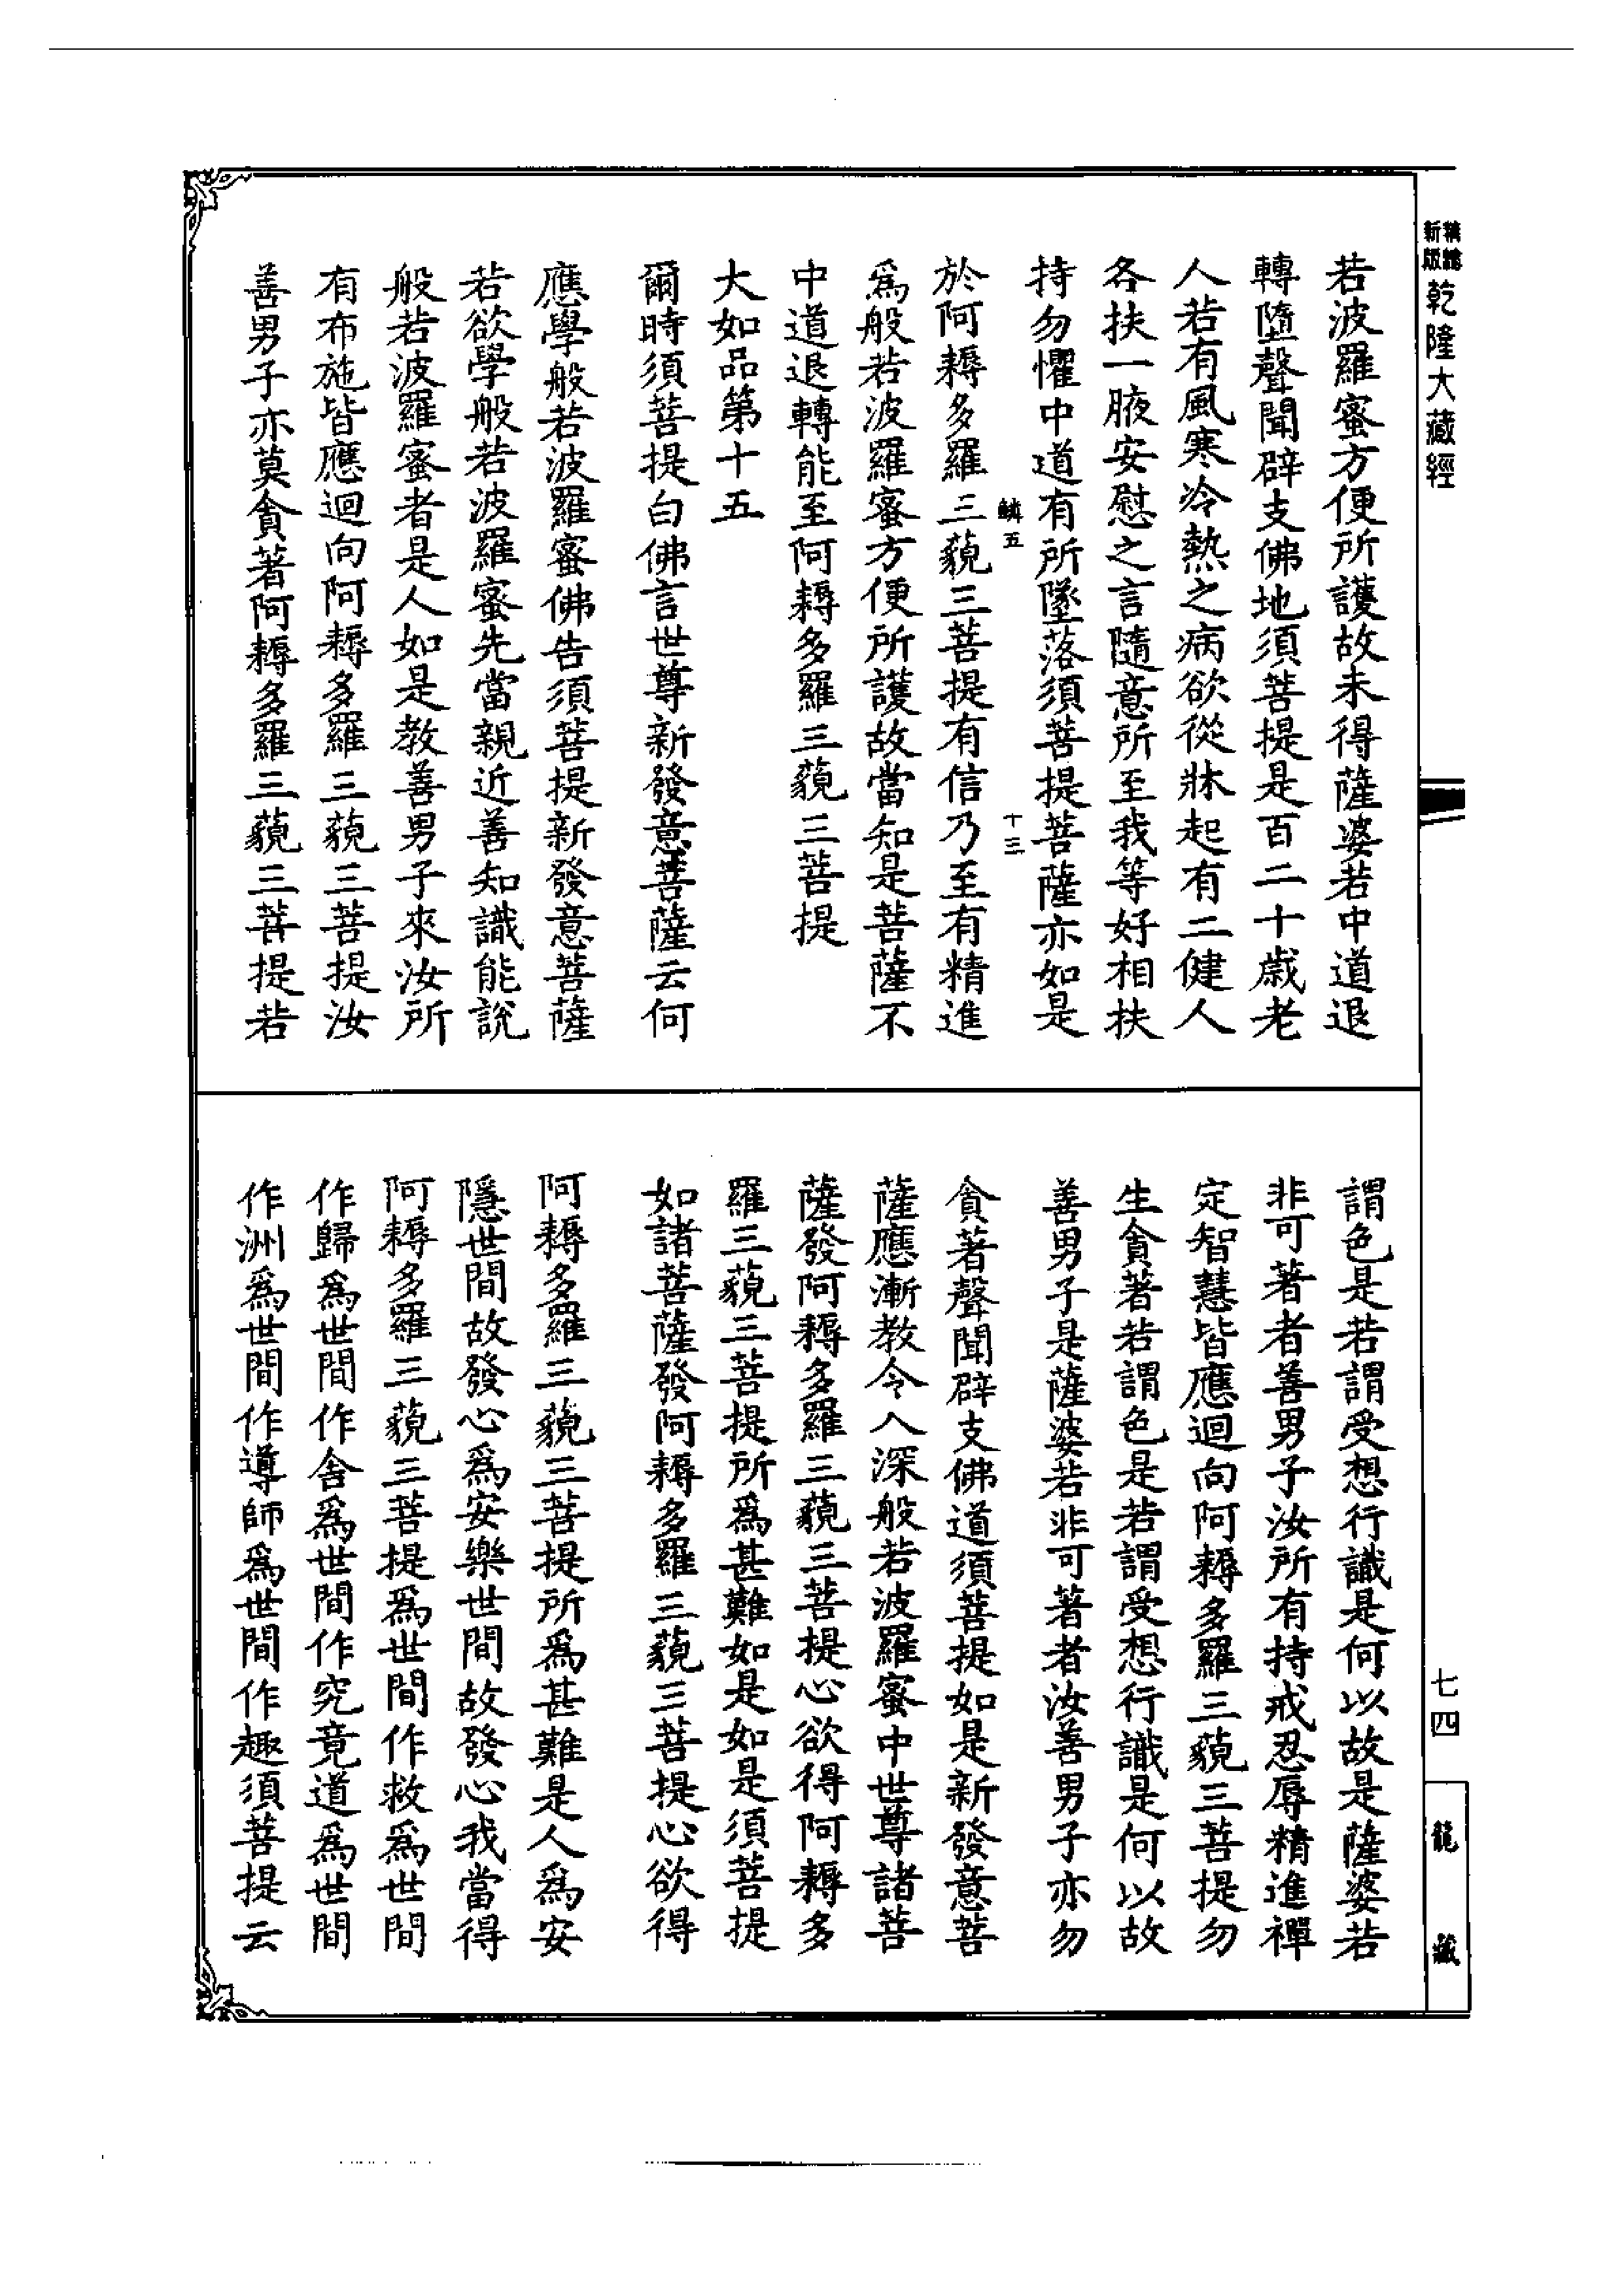 新版精縮
乾隆大藏經
若波羅蜜方便所護故未得薩婆若中道退
轉墮聲聞辟支佛地須菩提是百二十歲老
人若有風寒冷熱之病欲從牀起有二健人
各扶一腋安慰之言隨意所至我等好相扶
持勿懼中道有所墜落須菩提菩薩亦如是
鱗五
十三
於阿耨多羅三藐三菩提有信乃至有精進
爲般若波羅蜜方便所護故當知是菩薩不
中道退轉能至阿耨多羅三藐三菩提
大如品第十五
爾時須菩提白佛言世尊新發意菩薩云何
應學般若波羅蜜佛告須菩提新發意菩薩
若欲學般若波羅蜜先當親近善知識能說
般若波羅蜜者是人如是教善男子來汝所
有布施皆應迴向阿耨多羅三藐三菩提汝
善男子亦莫貪著阿耨多羅三藐三菩提若
謂色是若謂受想行識是何以故是薩婆若
非可著者善男子汝所有持戒忍辱精進禪
定智慧皆應迴向阿耨多羅三藐三菩提勿
生貪著若謂色是若謂受想行識是何以故
善男子是薩婆若非可著者汝善男子亦勿
貪著聲聞辟支佛道須菩提如是新發意菩
薩應漸教令入深般若波羅蜜中世尊諸菩
薩發阿耨多羅三藐三菩提心欲得阿耨多
羅三藐三菩提所爲甚難如是如是須菩提
如諸菩薩發阿耨多羅三藐三菩提心欲得
阿耨多羅三藐三菩提所爲甚難是人爲安
隱世間故發心爲安樂世間故發心我當得
阿耨多羅三藐三菩提爲世間作救爲世間
作歸爲世間作舍爲世間作究竟道爲世間
作洲爲世間作導師爲世間作趣須菩提云
七四
龍藏